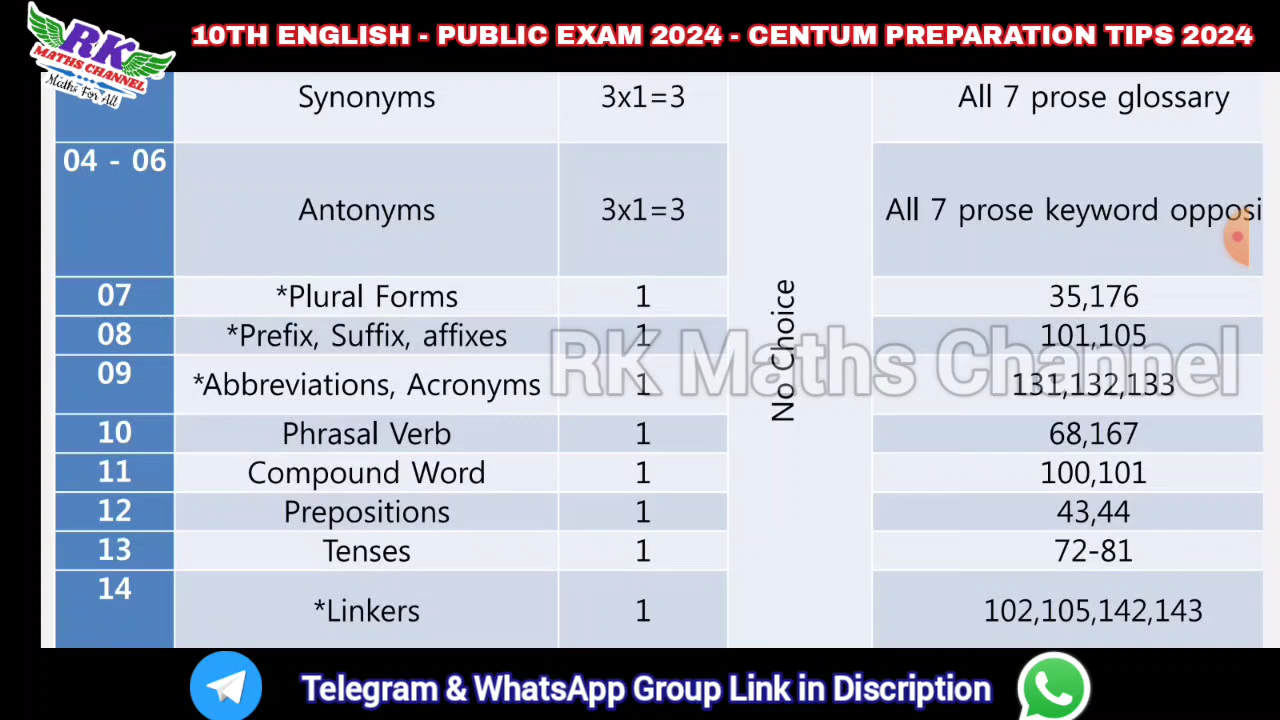 RK
MATHS CHANNEL
Maths For All
10TH ENGLISH - PUBLIC EXAM 2024 - CENTUM PREPARATION TIPS 2024
Synonyms 3x1=3 All 7 prose glossary
04 - 06 Antonyms 3x1=3 All 7 prose keyword opposi
No Choice
07 *Plural Forms 1 35,176
08 *Prefix, Suffix, affixes 1 101,105
09 *Abbreviations, Acronyms 1 131,132,133
10 Phrasal Verb 1 68,167
11 Compound Word 1 100,101
12 Prepositions 1 43,44
13 Tenses 1 72-81
14 *Linkers 1 102,105,142,143
RK Maths Channel
Telegram & WhatsApp Group Link in Discription